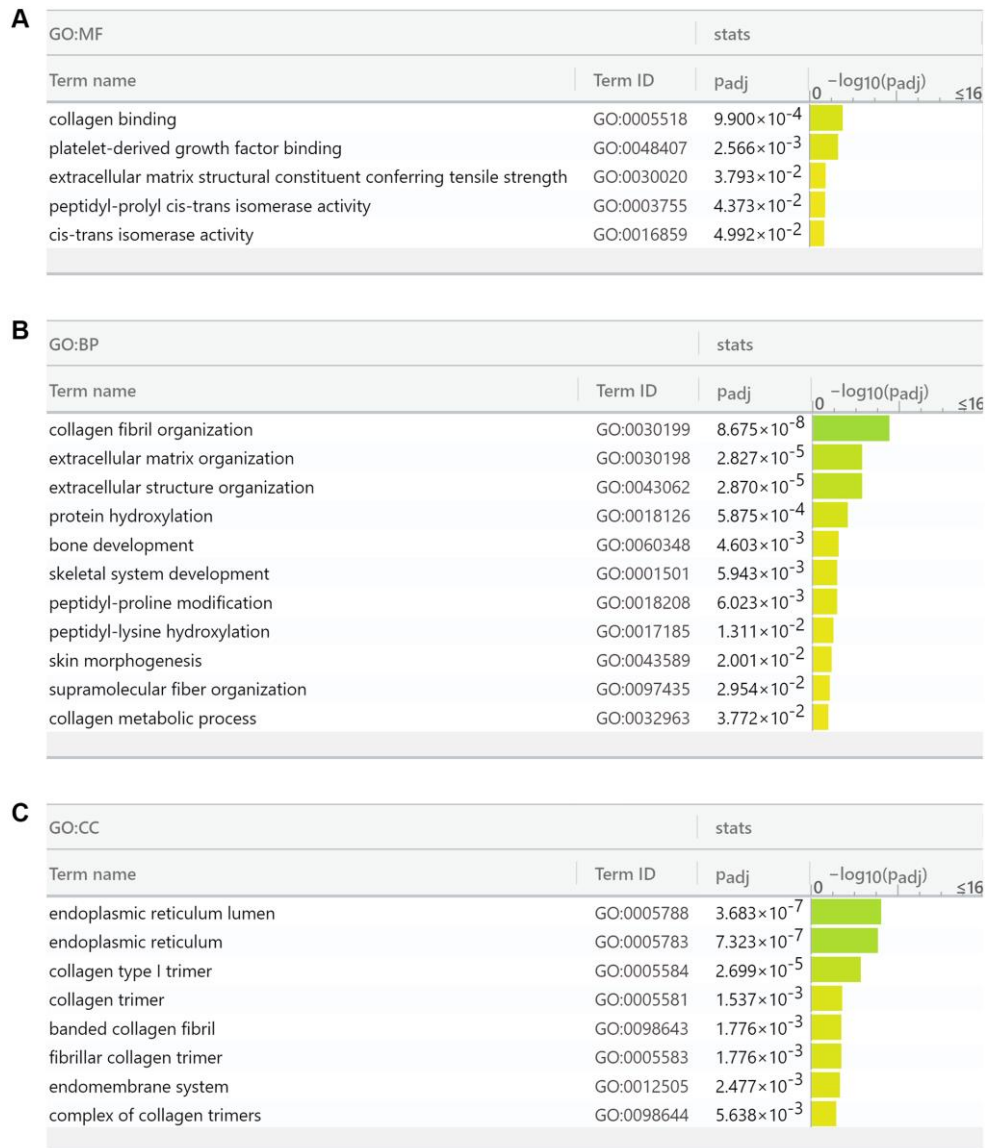 A
GO:MF stats
Term name Term ID padj −log10(padj)
0 ≤16
collagen binding GO:0005518 9.900×10⁻⁴
platelet-derived growth factor binding GO:0048407 2.566×10⁻³
extracellular matrix structural constituent conferring tensile strength GO:0030020 3.793×10⁻²
peptidyl-prolyl cis-trans isomerase activity GO:0003755 4.373×10⁻²
cis-trans isomerase activity GO:0016859 4.992×10⁻²
B
GO:BP stats
Term name Term ID padj −log10(padj)
0 ≤16
collagen fibril organization GO:0030199 8.675×10⁻⁸
extracellular matrix organization GO:0030198 2.827×10⁻⁵
extracellular structure organization GO:0043062 2.870×10⁻⁵
protein hydroxylation GO:0018126 5.875×10⁻⁴
bone development GO:0060348 4.603×10⁻³
skeletal system development GO:0001501 5.943×10⁻³
peptidyl-proline modification GO:0018208 6.023×10⁻³
peptidyl-lysine hydroxylation GO:0017185 1.311×10⁻²
skin morphogenesis GO:0043589 2.001×10⁻²
supramolecular fiber organization GO:0097435 2.954×10⁻²
collagen metabolic process GO:0032963 3.772×10⁻²
C
GO:CC stats
Term name Term ID padj −log10(padj)
0 ≤16
endoplasmic reticulum lumen GO:0005788 3.683×10⁻⁷
endoplasmic reticulum GO:0005783 7.323×10⁻⁷
collagen type I trimer GO:0005584 2.699×10⁻⁵
collagen trimer GO:0005581 1.537×10⁻³
banded collagen fibril GO:0098643 1.776×10⁻³
fibrillar collagen trimer GO:0005583 1.776×10⁻³
endomembrane system GO:0012505 2.477×10⁻³
complex of collagen trimers GO:0098644 5.638×10⁻³